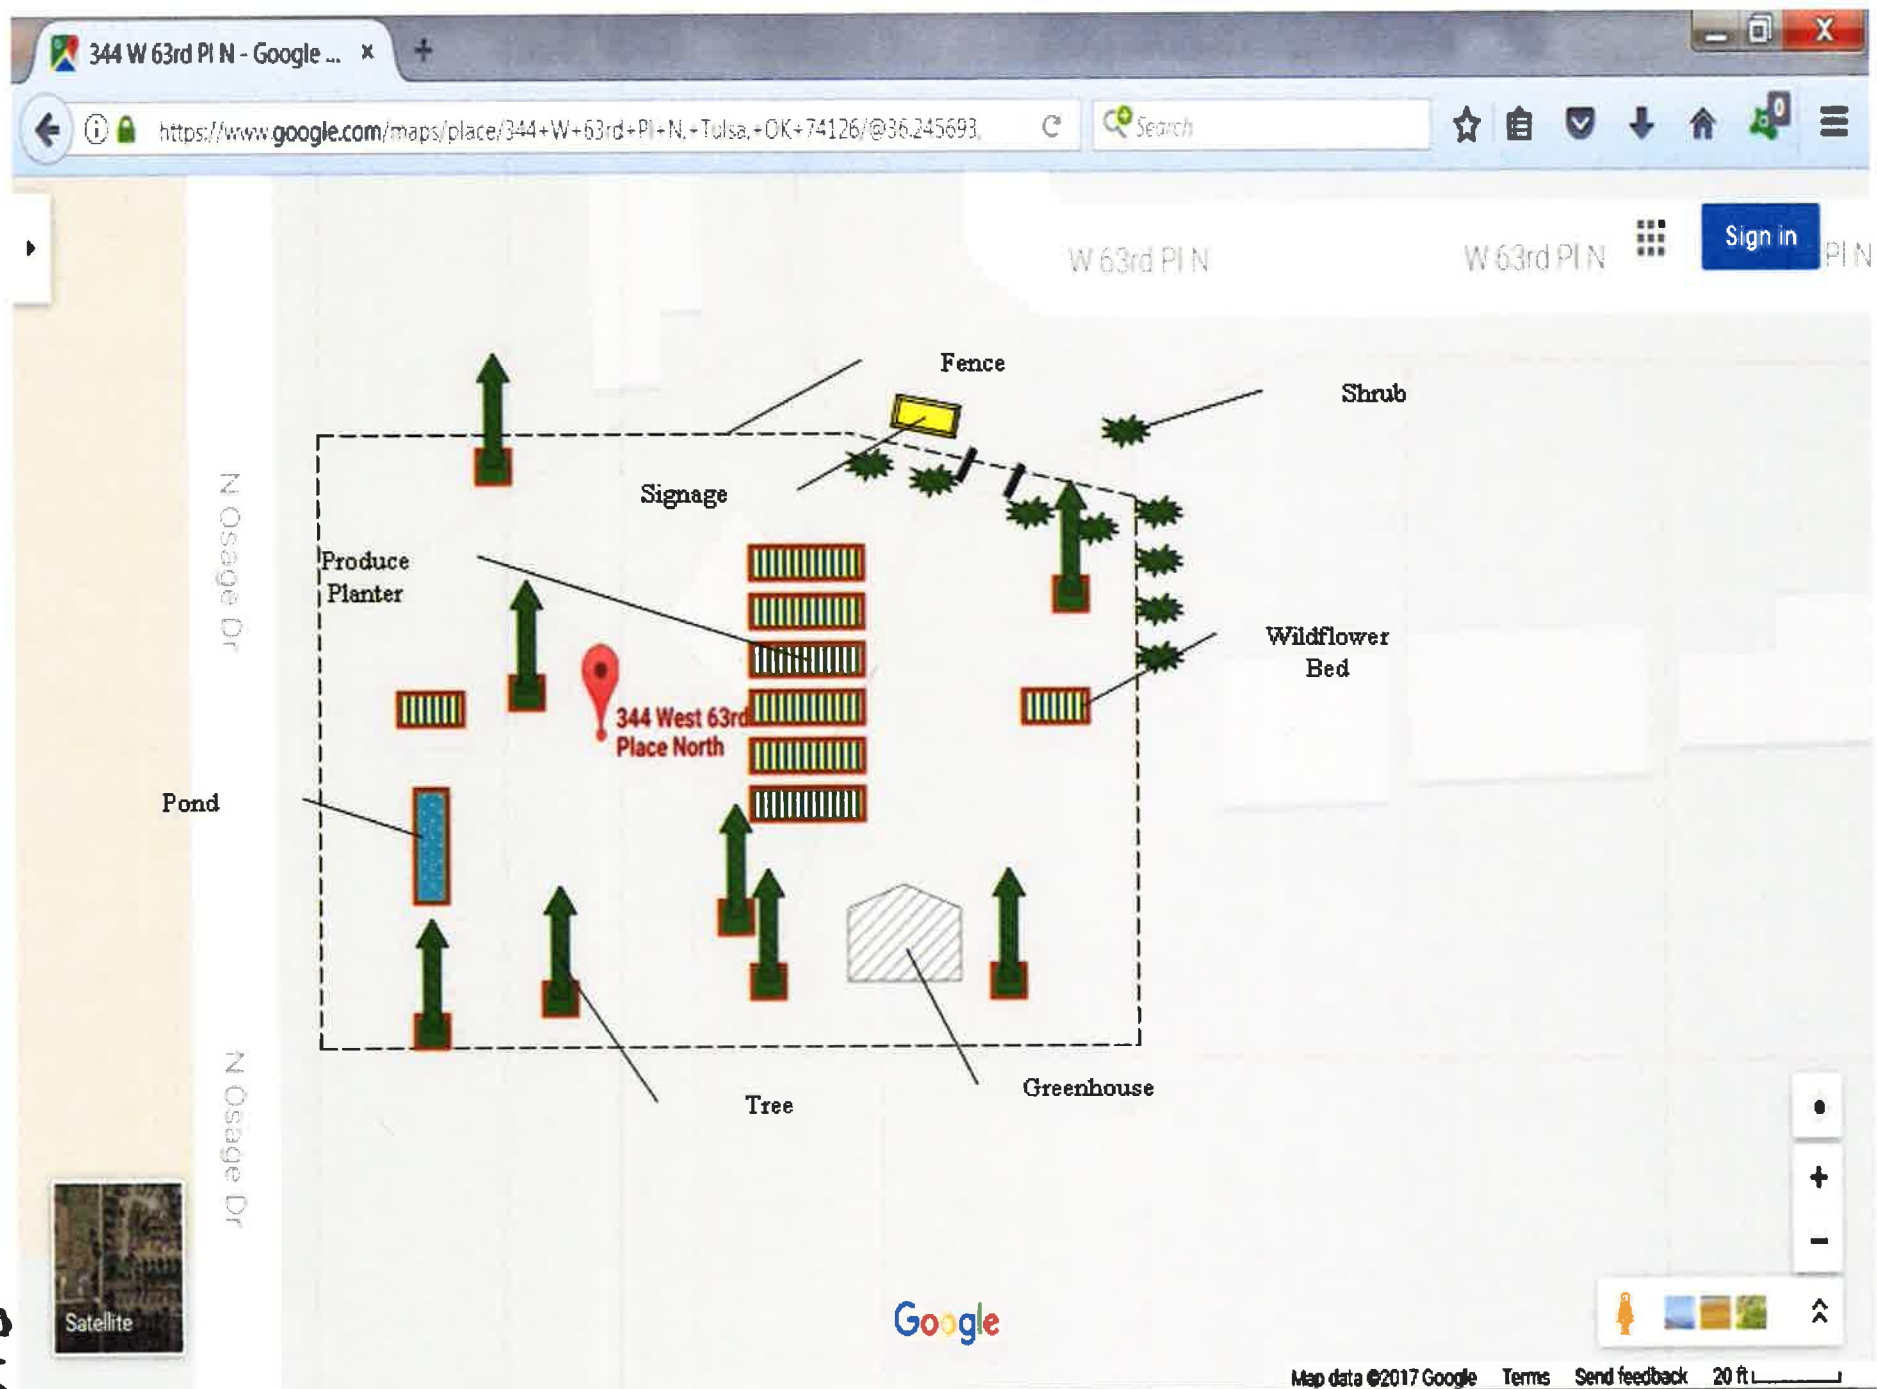 344 W 63rd Pl N - Google ...
https://www.google.com/maps/place/344+W+63rd+Pl+N,+Tulsa,+OK+74126/@36.245693,
Search
0
W 63rd Pl N
W 63rd Pl N
Sign in
Pl N
Fence
Shrub
Signage
N Osage Dr
Produce
Planter
Wildflower
Bed
344 West 63rd
Place North
Pond
Greenhouse
Tree
N Osage Dr
Satellite
Google
Map data ©2017 Google Terms Send feedback 20 ft